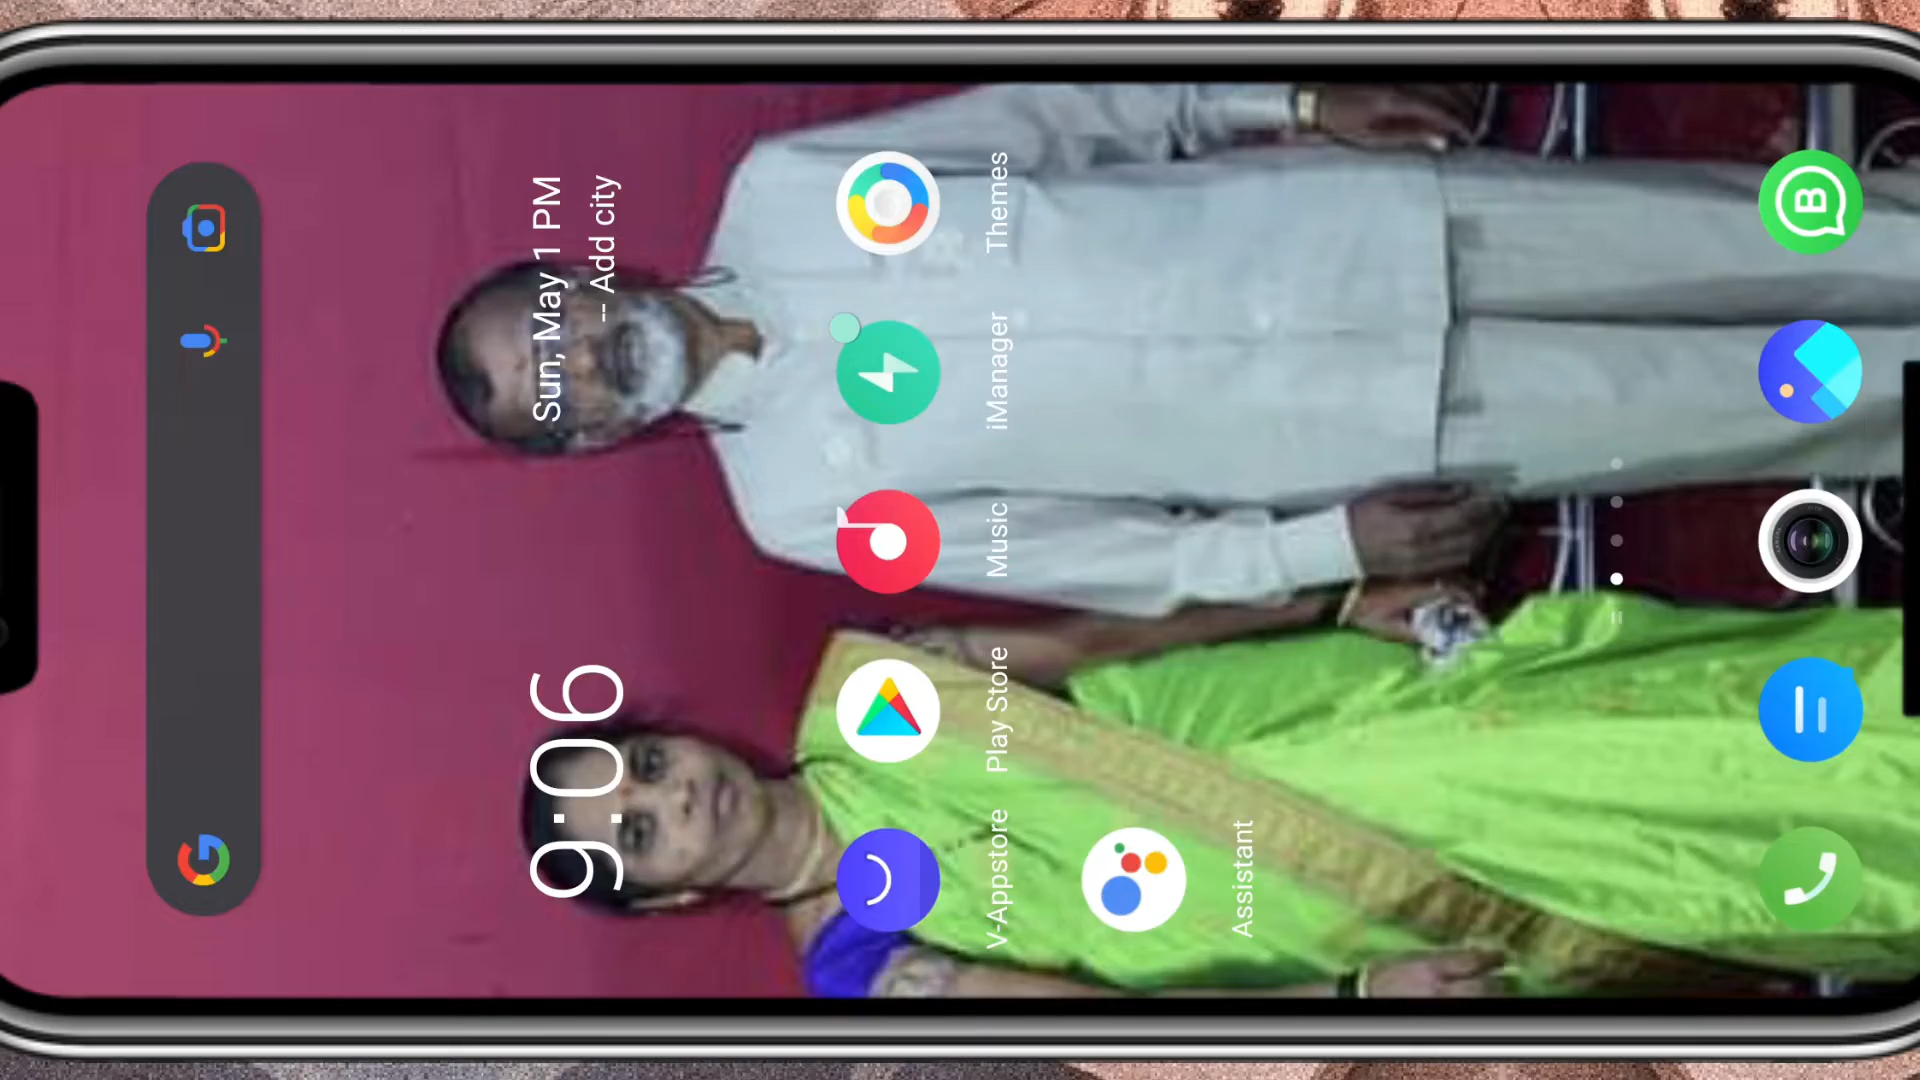 9:06
Sun, May 1 PM
-- Add city
V-Appstore
Play Store
Music
iManager
Themes
Assistant
B